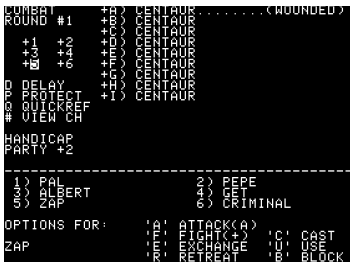 COMBAT +A) CENTAUR........(WOUNDED)
ROUND #1 +B) CENTAUR
+C) CENTAUR
+1 +2 +D) CENTAUR
+3 +4 +E) CENTAUR
+5 +6 +F) CENTAUR
+G) CENTAUR
D DELAY +H) CENTAUR
P PROTECT +I) CENTAUR
Q QUICKREF
# VIEW CH
HANDICAP
PARTY +2
1) PAL 2) PEPE
3) ALBERT 4) GET
5) ZAP 6) CRIMINAL
OPTIONS FOR: 'A' ATTACK(A)
'F' FIGHT(+) 'C' CAST
ZAP 'E' EXCHANGE 'U' USE
'R' RETREAT 'B' BLOCK